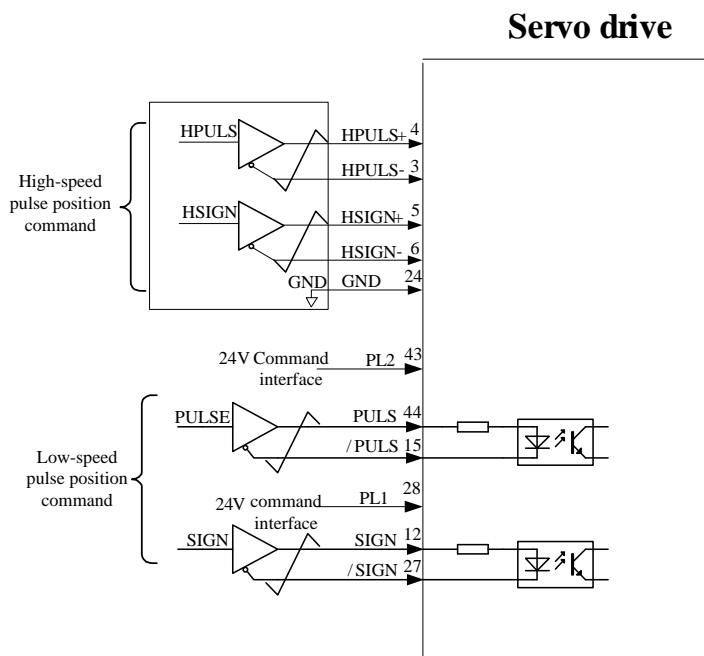 Servo drive
High-speed
pulse position
command
HPULS
HPULS+ 4
HPULS- 3
HSIGN
HSIGN+ 5
HSIGN- 6
GND GND 24
24V Command
interface
PL2 43
Low-speed
pulse position
command
PULSE
PULS 44
/PULS 15
24V command
interface
PL1 28
SIGN
SIGN 12
/SIGN 27